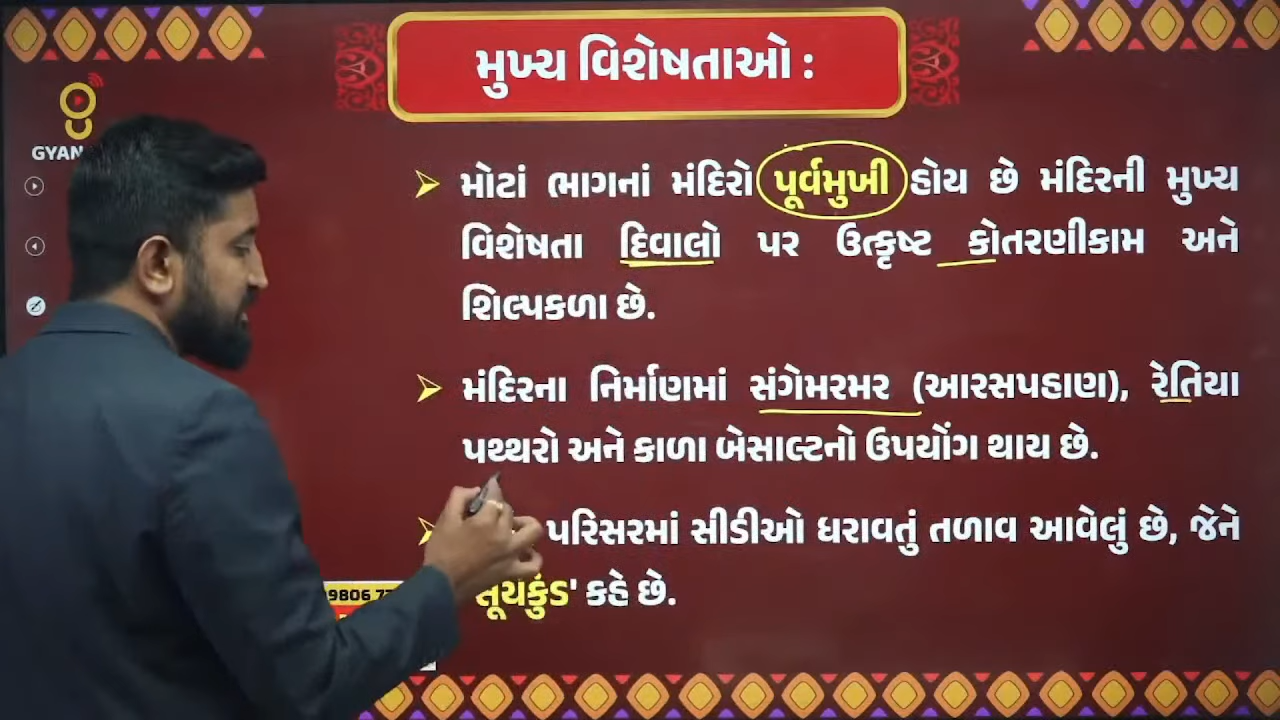 મુખ્ય વિશેષતાઓ :
GYAN
મોટાં ભાગનાં મંદિરો પૂર્વમુખી હોય છે મંદિરની મુખ્ય
વિશેષતા દિવાલો પર ઉત્કૃષ્ટ કોતરણીકામ અને
શિલ્પકળા છે.
મંદિરના નિર્માણમાં સંગેમરમર (આરસપહાણ), રેતિયા
પથ્થરો અને કાળા બેસાલ્ટનો ઉપયોંગ થાય છે.
પરિસરમાં સીડીઓ ધરાવતું તળાવ આવેલું છે, જેને
સૂર્યકુંડ' કહે છે.